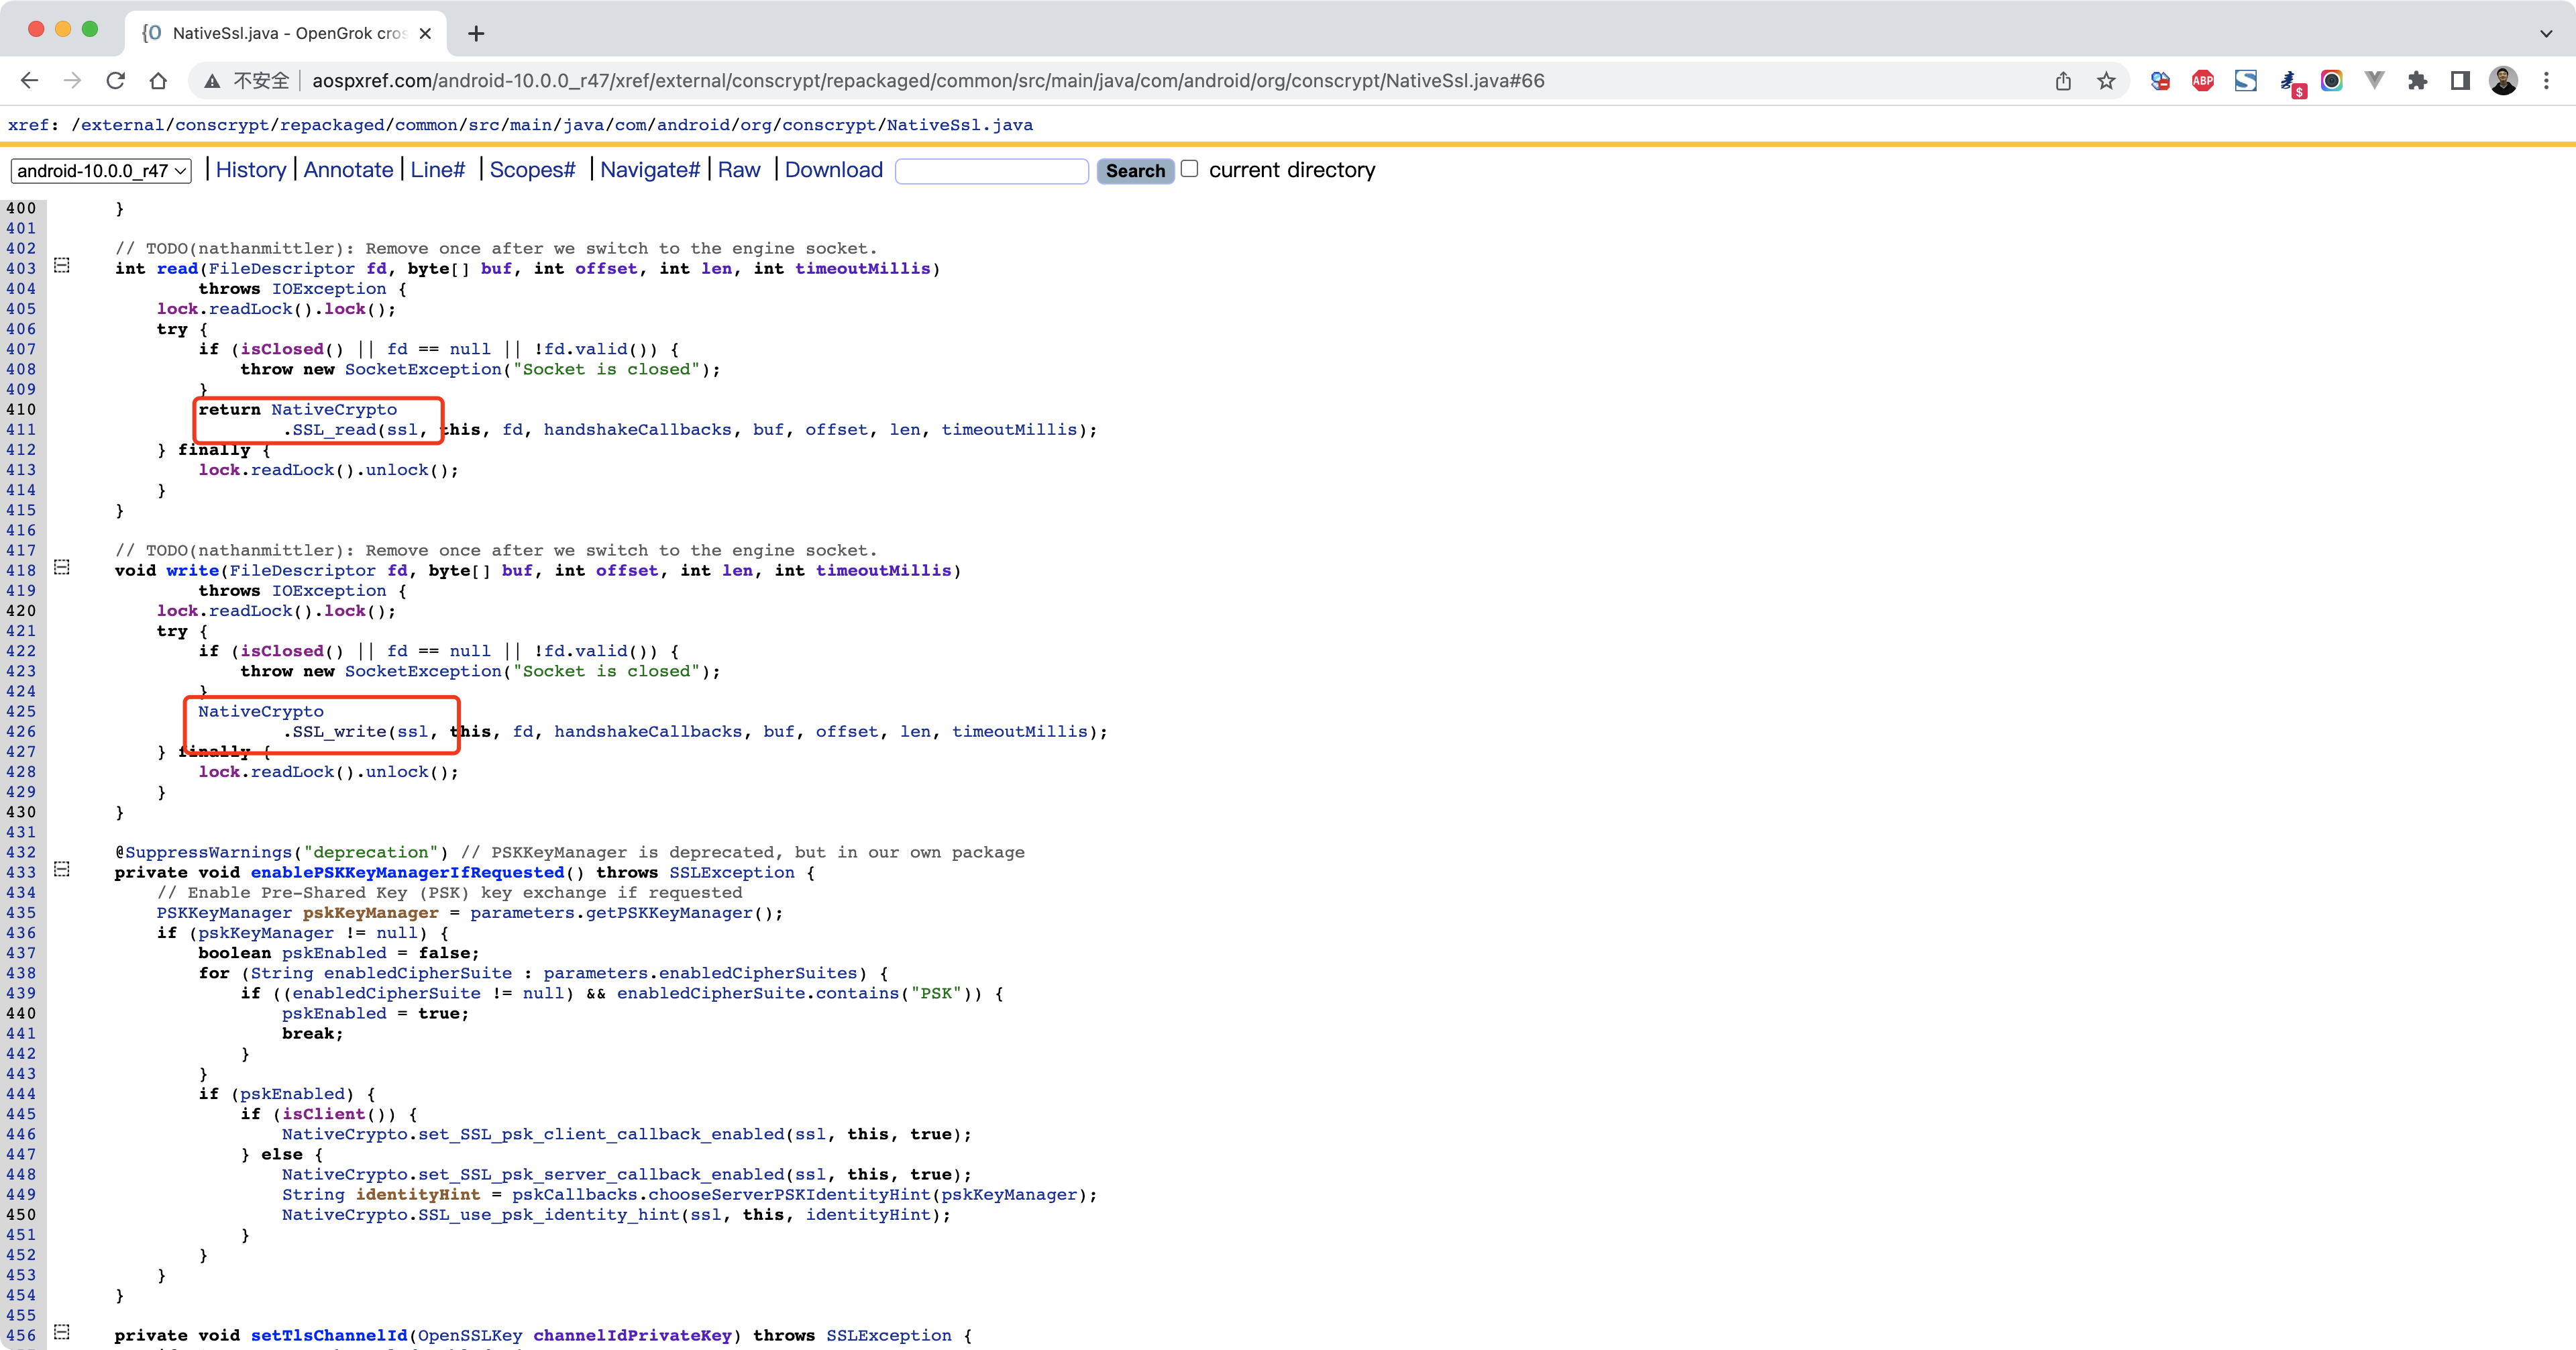 NativeSsl.java - OpenGrok cros
不安全 aospxref.com/android-10.0.0_r47/xref/external/conscrypt/repackaged/common/src/main/java/com/android/org/conscrypt/NativeSsl.java#66
ABP
$
xref: /external/conscrypt/repackaged/common/src/main/java/com/android/org/conscrypt/NativeSsl.java
android-10.0.0_r47 | History | Annotate | Line# | Scopes# | Navigate# | Raw | Download Search current directory
400 }
401
402 // TODO(nathanmittler): Remove once after we switch to the engine socket.
403 int read(FileDescriptor fd, byte[] buf, int offset, int len, int timeoutMillis)
404 throws IOException {
405 lock.readLock().lock();
406 try {
407 if (isClosed() || fd == null || !fd.valid()) {
408 throw new SocketException("Socket is closed");
409 }
410 return NativeCrypto
411 .SSL_read(ssl, this, fd, handshakeCallbacks, buf, offset, len, timeoutMillis);
412 } finally {
413 lock.readLock().unlock();
414 }
415 }
416
417 // TODO(nathanmittler): Remove once after we switch to the engine socket.
418 void write(FileDescriptor fd, byte[] buf, int offset, int len, int timeoutMillis)
419 throws IOException {
420 lock.readLock().lock();
421 try {
422 if (isClosed() || fd == null || !fd.valid()) {
423 throw new SocketException("Socket is closed");
424 }
425 NativeCrypto
426 .SSL_write(ssl, this, fd, handshakeCallbacks, buf, offset, len, timeoutMillis);
427 } finally {
428 lock.readLock().unlock();
429 }
430 }
431
432 @SuppressWarnings("deprecation") // PSKKeyManager is deprecated, but in our own package
433 private void enablePSKKeyManagerIfRequested() throws SSLException {
434 // Enable Pre-Shared Key (PSK) key exchange if requested
435 PSKKeyManager pskKeyManager = parameters.getPSKKeyManager();
436 if (pskKeyManager != null) {
437 boolean pskEnabled = false;
438 for (String enabledCipherSuite : parameters.enabledCipherSuites) {
439 if ((enabledCipherSuite != null) && enabledCipherSuite.contains("PSK")) {
440 pskEnabled = true;
441 break;
442 }
443 }
444 if (pskEnabled) {
445 if (isClient()) {
446 NativeCrypto.set_SSL_psk_client_callback_enabled(ssl, this, true);
447 } else {
448 NativeCrypto.set_SSL_psk_server_callback_enabled(ssl, this, true);
449 String identityHint = pskCallbacks.chooseServerPSKIdentityHint(pskKeyManager);
450 NativeCrypto.SSL_use_psk_identity_hint(ssl, this, identityHint);
451 }
452 }
453 }
454 }
455
456 private void setTlsChannelId(OpenSSLKey channelIdPrivateKey) throws SSLException {